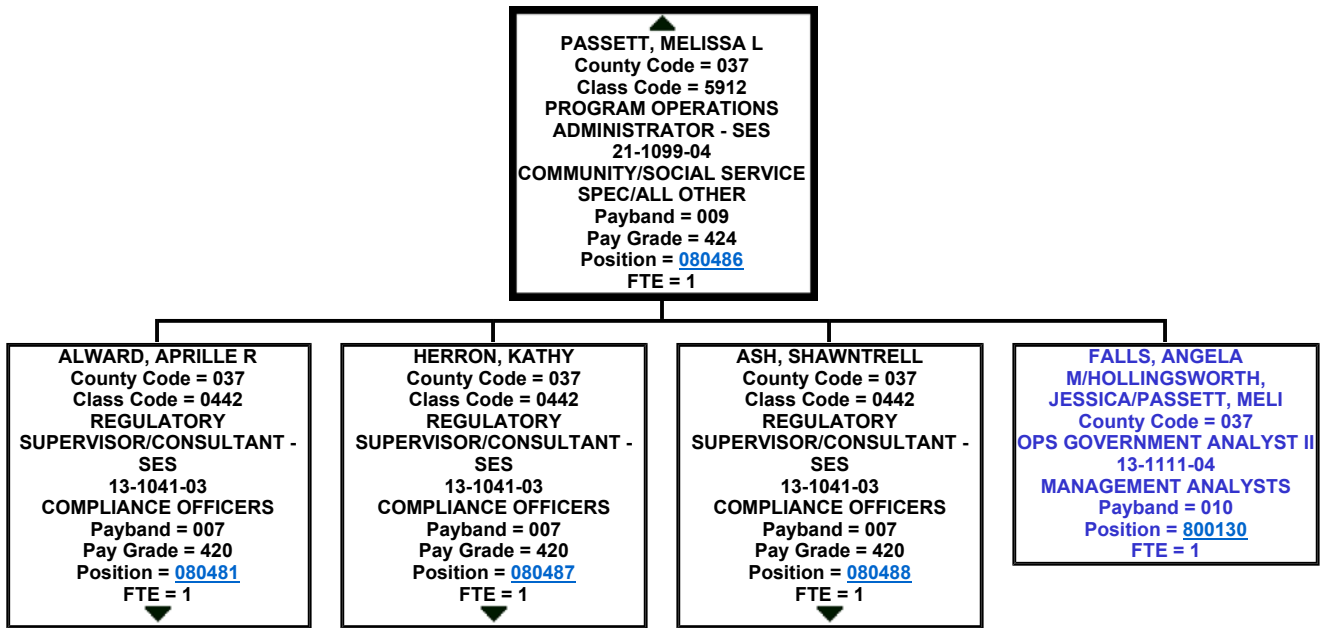 PASSETT, MELISSA L
County Code = 037
Class Code = 5912
PROGRAM OPERATIONS
ADMINISTRATOR - SES
21-1099-04
COMMUNITY/SOCIAL SERVICE
SPEC/ALL OTHER
Payband = 009
Pay Grade = 424
Position = 080486
FTE = 1
ALWARD, APRILLE R
County Code = 037
Class Code = 0442
REGULATORY
SUPERVISOR/CONSULTANT -
SES
13-1041-03
COMPLIANCE OFFICERS
Payband = 007
Pay Grade = 420
Position = 080481
FTE = 1
HERRON, KATHY
County Code = 037
Class Code = 0442
REGULATORY
SUPERVISOR/CONSULTANT -
SES
13-1041-03
COMPLIANCE OFFICERS
Payband = 007
Pay Grade = 420
Position = 080487
FTE = 1
ASH, SHAWNTRELL
County Code = 037
Class Code = 0442
REGULATORY
SUPERVISOR/CONSULTANT -
SES
13-1041-03
COMPLIANCE OFFICERS
Payband = 007
Pay Grade = 420
Position = 080488
FTE = 1
FALLS, ANGELA
M/HOLLINGSWORTH,
JESSICA/PASSETT, MELI
County Code = 037
OPS GOVERNMENT ANALYST II
13-1111-04
MANAGEMENT ANALYSTS
Payband = 010
Position = 800130
FTE = 1